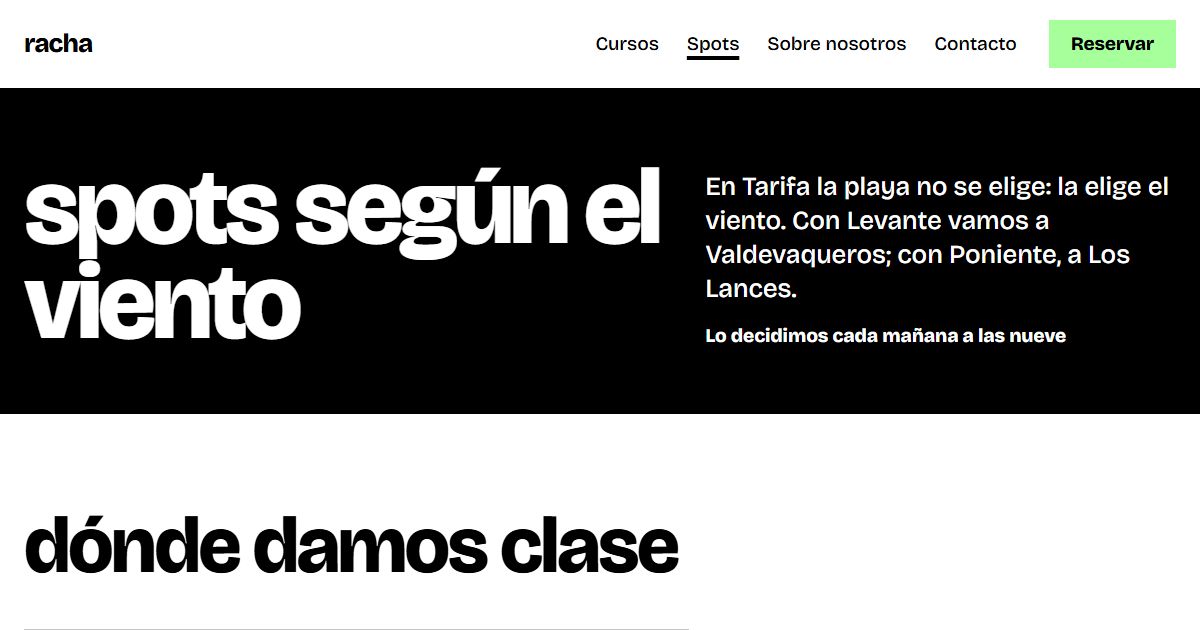 racha
Cursos
Spots
Sobre nosotros
Contacto
Reservar
spots según el
viento
En Tarifa la playa no se elige: la elige el
viento. Con Levante vamos a
Valdevaqueros; con Poniente, a Los
Lances.
Lo decidimos cada mañana a las nueve
dónde damos clase